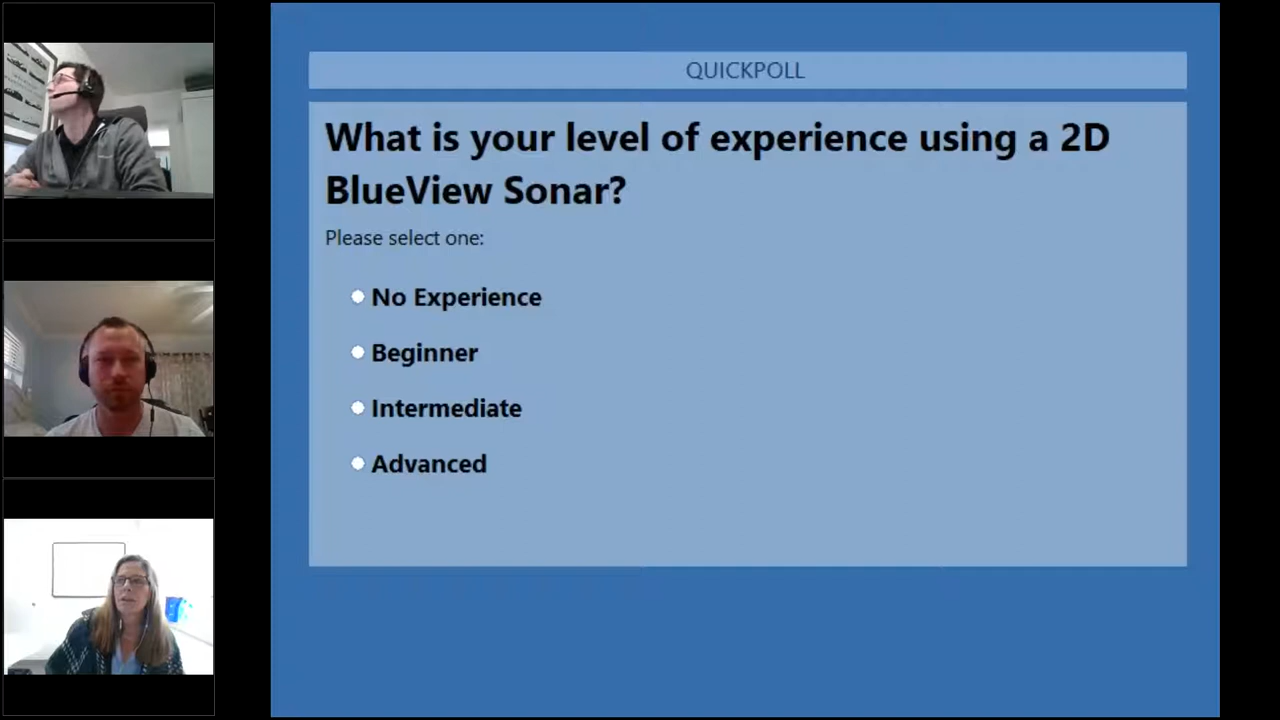 QUICKPOLL
What is your level of experience using a 2D
BlueView Sonar?
Please select one:
No Experience
Beginner
Intermediate
Advanced